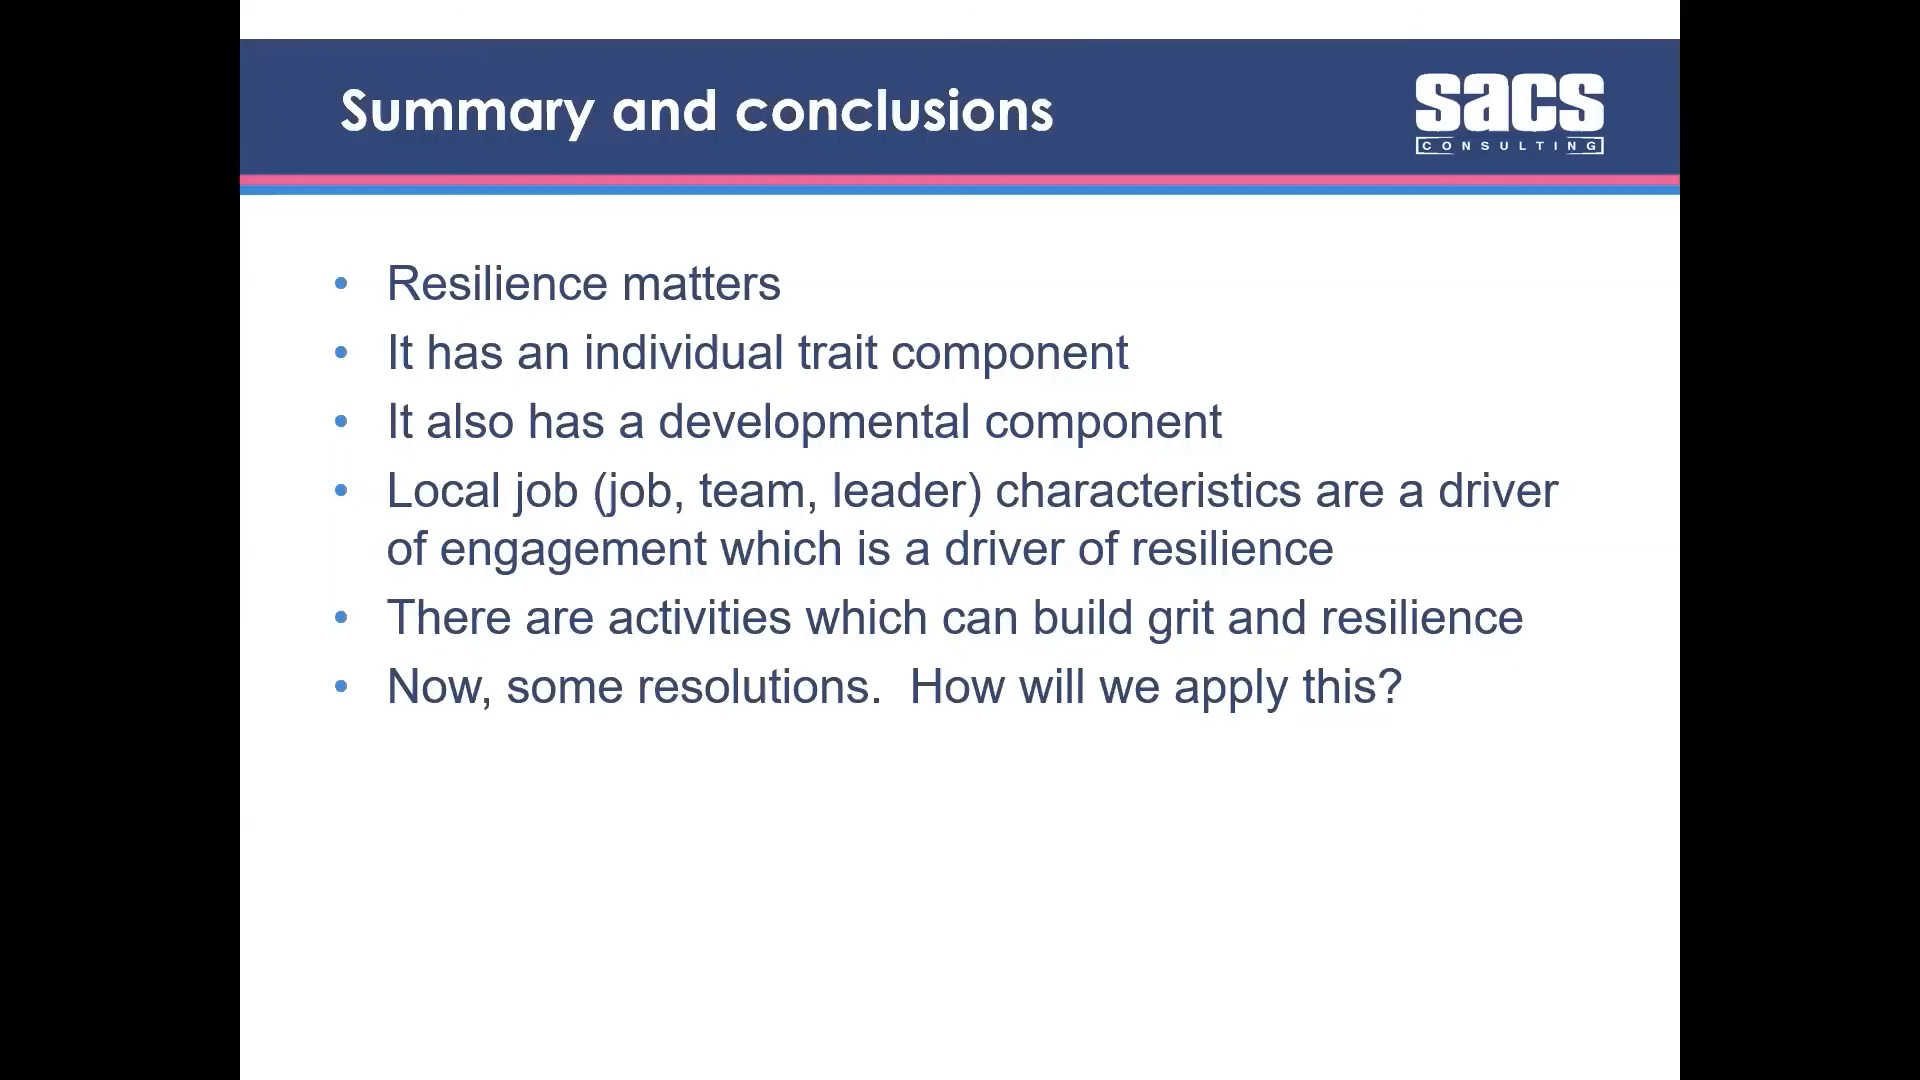 Summary and conclusions
sacs
CONSULTING
• Resilience matters
• It has an individual trait component
• It also has a developmental component
• Local job (job, team, leader) characteristics are a driver
of engagement which is a driver of resilience
• There are activities which can build grit and resilience
• Now, some resolutions.  How will we apply this?